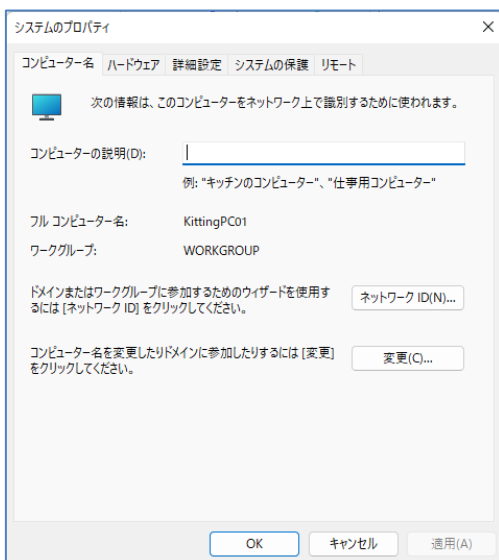 システムのプロパティ
コンピューター名 ハードウェア 詳細設定 システムの保護 リモート
次の情報は、このコンピューターをネットワーク上で識別するために使われます。
コンピューターの説明(D):
例: "キッチンのコンピューター"、"仕事用コンピューター"
フル コンピューター名: KittingPC01
ワークグループ: WORKGROUP
ドメインまたはワークグループに参加するためのウィザードを使用す
るには [ネットワーク ID] をクリックしてください。
ネットワーク ID(N)...
コンピューター名を変更したりドメインに参加したりするには [変更]
をクリックしてください。
変更(C)...
OK キャンセル 適用(A)